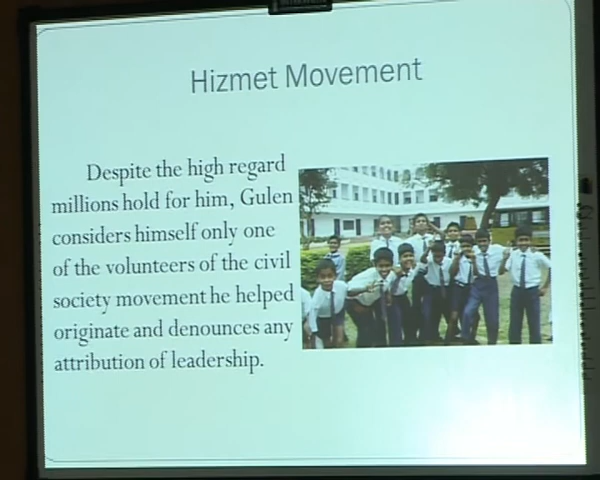 Hizmet Movement
Despite the high regard
millions hold for him, Gulen
considers himself only one
of the volunteers of the civil
society movement he helped
originate and denounces any
attribution of leadership.